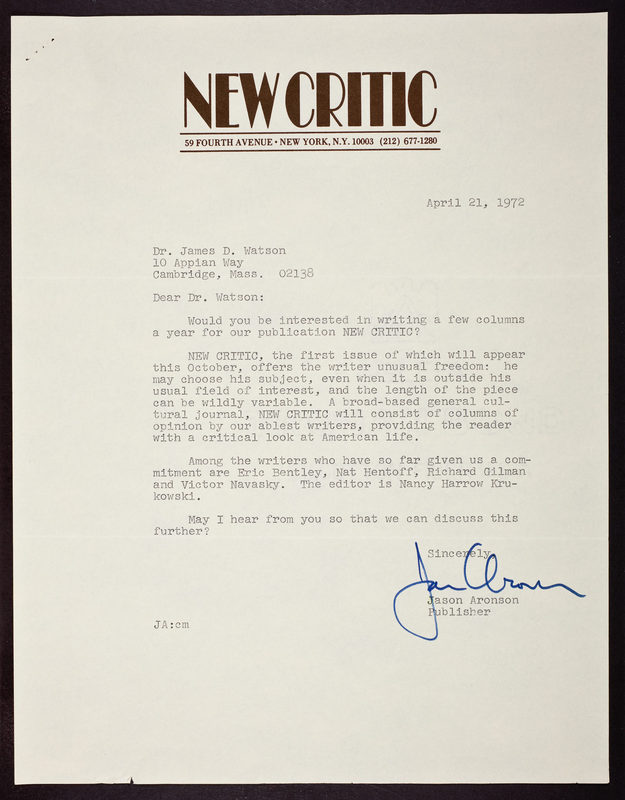 NEW CRITIC
59 FOURTH AVENUE • NEW YORK, N.Y. 10003 (212) 677-1280
April 21, 1972
Dr. James D. Watson
10 Appian Way
Cambridge, Mass. 02138
Dear Dr. Watson:
Would you be interested in writing a few columns
a year for our publication NEW CRITIC?
NEW CRITIC, the first issue of which will appear
this October, offers the writer unusual freedom: he
may choose his subject, even when it is outside his
usual field of interest, and the length of the piece
can be wildly variable. A broad-based general cul-
tural journal, NEW CRITIC will consist of columns of
opinion by our ablest writers, providing the reader
with a critical look at American life.
Among the writers who have so far given us a com-
mitment are Eric Bentley, Nat Hentoff, Richard Gilman
and Victor Navasky. The editor is Nancy Harrow Kru-
kowski.
May I hear from you so that we can discuss this
further?
Sincerely,
Jason Aronson
Jason Aronson
Publisher
JA:cm